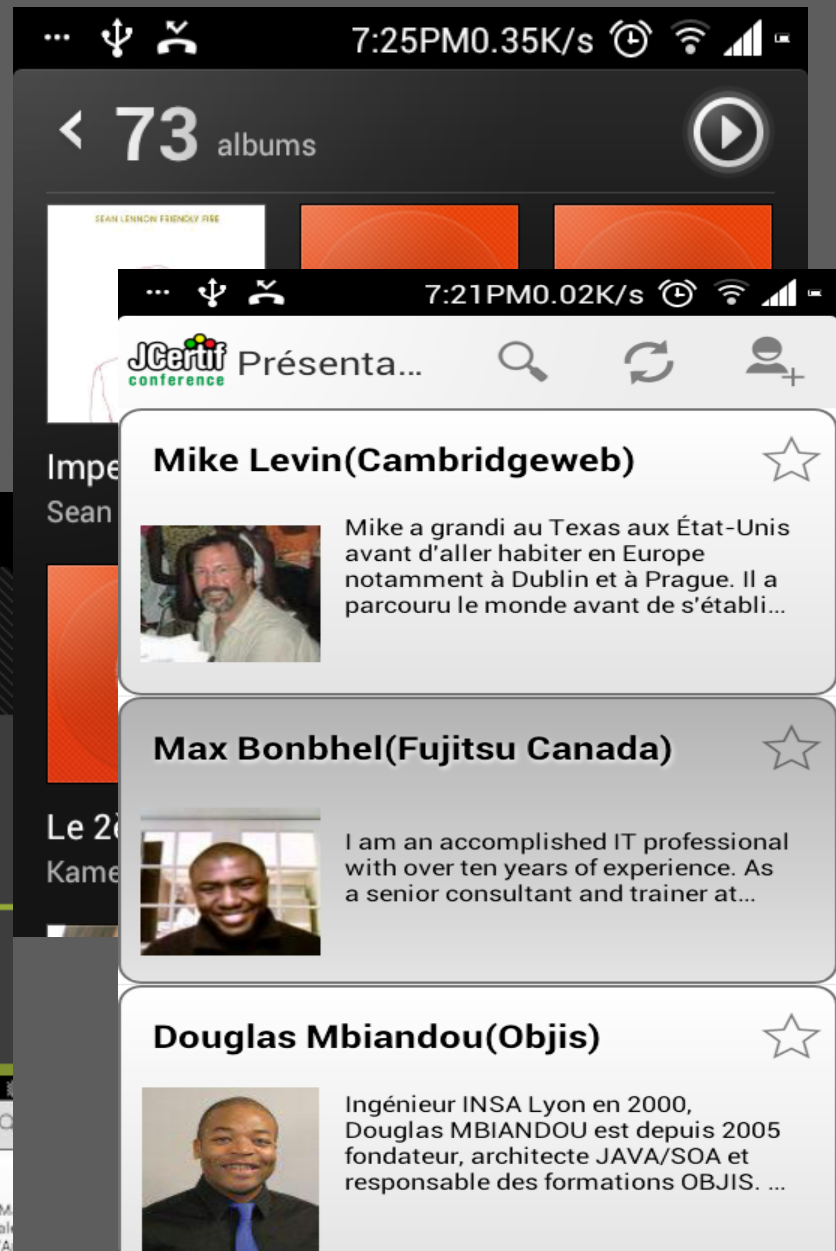 7:25PM0.35K/s
73 albums
SEAN LENNON FRIENDLY FIRE
Sean
Kame
7:21PM0.02K/s
JCertif
conference
Présenta...
Mike Levin(Cambridgeweb)
Mike a grandi au Texas aux État-Unis
avant d'aller habiter en Europe
notamment à Dublin et à Prague. Il a
parcouru le monde avant de s'établi...
Max Bonbhel(Fujitsu Canada)
I am an accomplished IT professional
with over ten years of experience. As
a senior consultant and trainer at...
Douglas Mbiandou(Objis)
Ingénieur INSA Lyon en 2000,
Douglas MBIANDOU est depuis 2005
fondateur, architecte JAVA/SOA et
responsable des formations OBJIS. ...